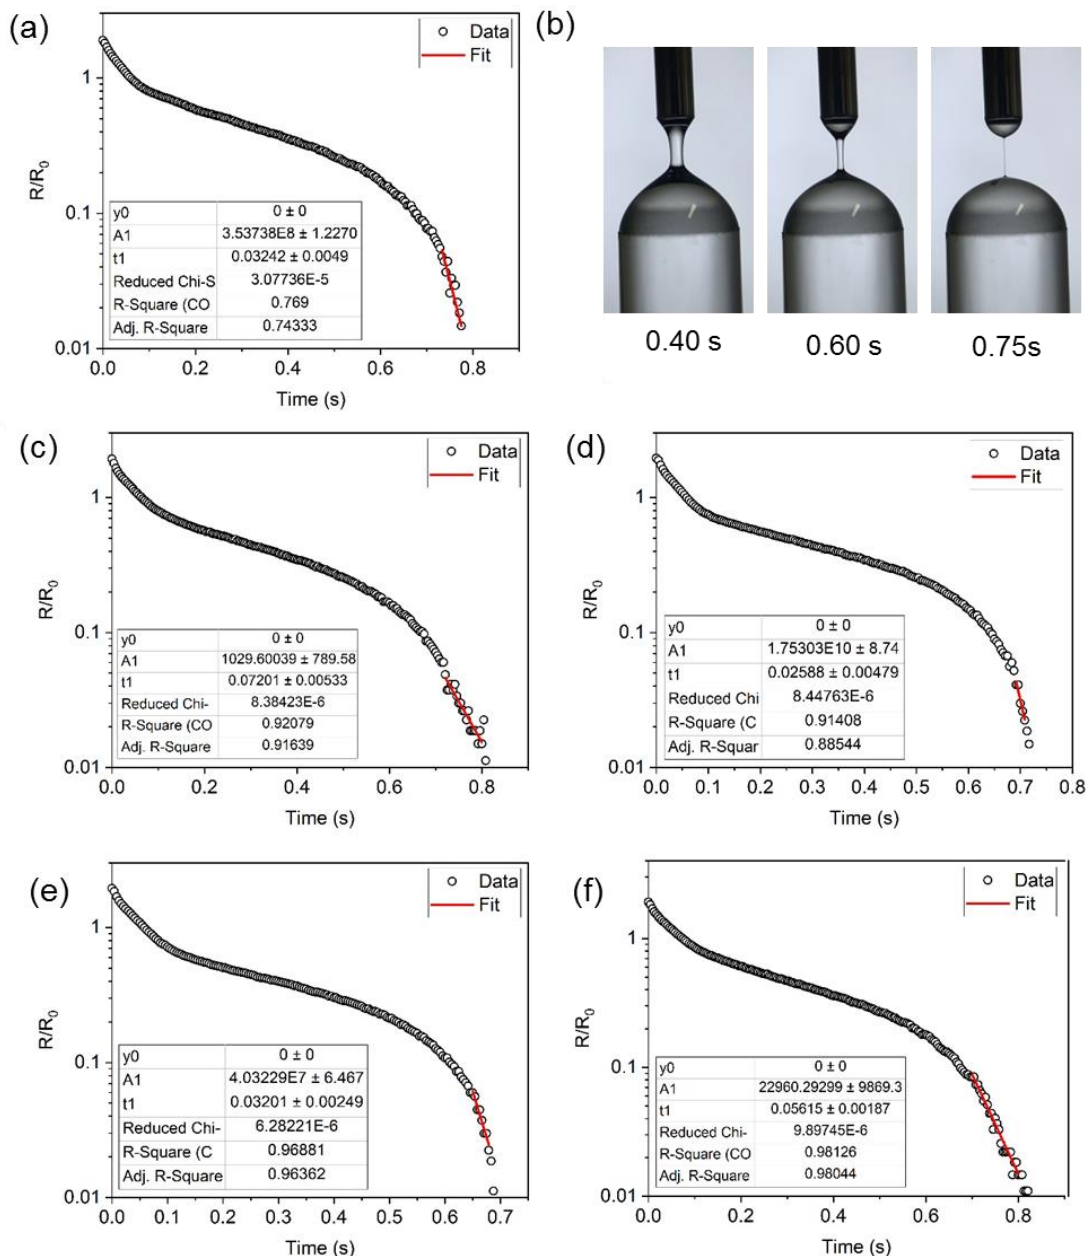 (a)
Data
Fit
1
0.1
0.01
R/R0
y0 0 ± 0
A1 3.53738E8 ± 1.2270
t1 0.03242 ± 0.0049
Reduced Chi-S 3.07736E-5
R-Square (CO 0.769
Adj. R-Square 0.74333
0.0 0.2 0.4 0.6 0.8
Time (s)
(b)
0.40 s 0.60 s 0.75s
(c)
Data
Fit
1
0.1
0.01
R/R0
y0 0 ± 0
A1 1029.60039 ± 789.58
t1 0.07201 ± 0.00533
Reduced Chi- 8.38423E-6
R-Square (CO 0.92079
Adj. R-Square 0.91639
0.0 0.2 0.4 0.6 0.8
Time (s)
(d)
Data
Fit
1
0.1
0.01
R/R0
y0 0 ± 0
A1 1.75303E10 ± 8.74
t1 0.02588 ± 0.00479
Reduced Chi 8.44763E-6
R-Square (C 0.91408
Adj. R-Squar 0.88544
0.0 0.1 0.2 0.3 0.4 0.5 0.6 0.7 0.8
Time (s)
(e)
Data
Fit
1
0.1
0.01
R/R0
y0 0 ± 0
A1 4.03229E7 ± 6.467
t1 0.03201 ± 0.00249
Reduced Chi- 6.28221E-6
R-Square (C 0.96881
Adj. R-Square 0.96362
0.0 0.1 0.2 0.3 0.4 0.5 0.6 0.7
Time (s)
(f)
Data
Fit
1
0.1
0.01
R/R0
y0 0 ± 0
A1 22960.29299 ± 9869.3
t1 0.05615 ± 0.00187
Reduced Chi- 9.89745E-6
R-Square (CO 0.98126
Adj. R-Square 0.98044
0.0 0.2 0.4 0.6 0.8
Time (s)